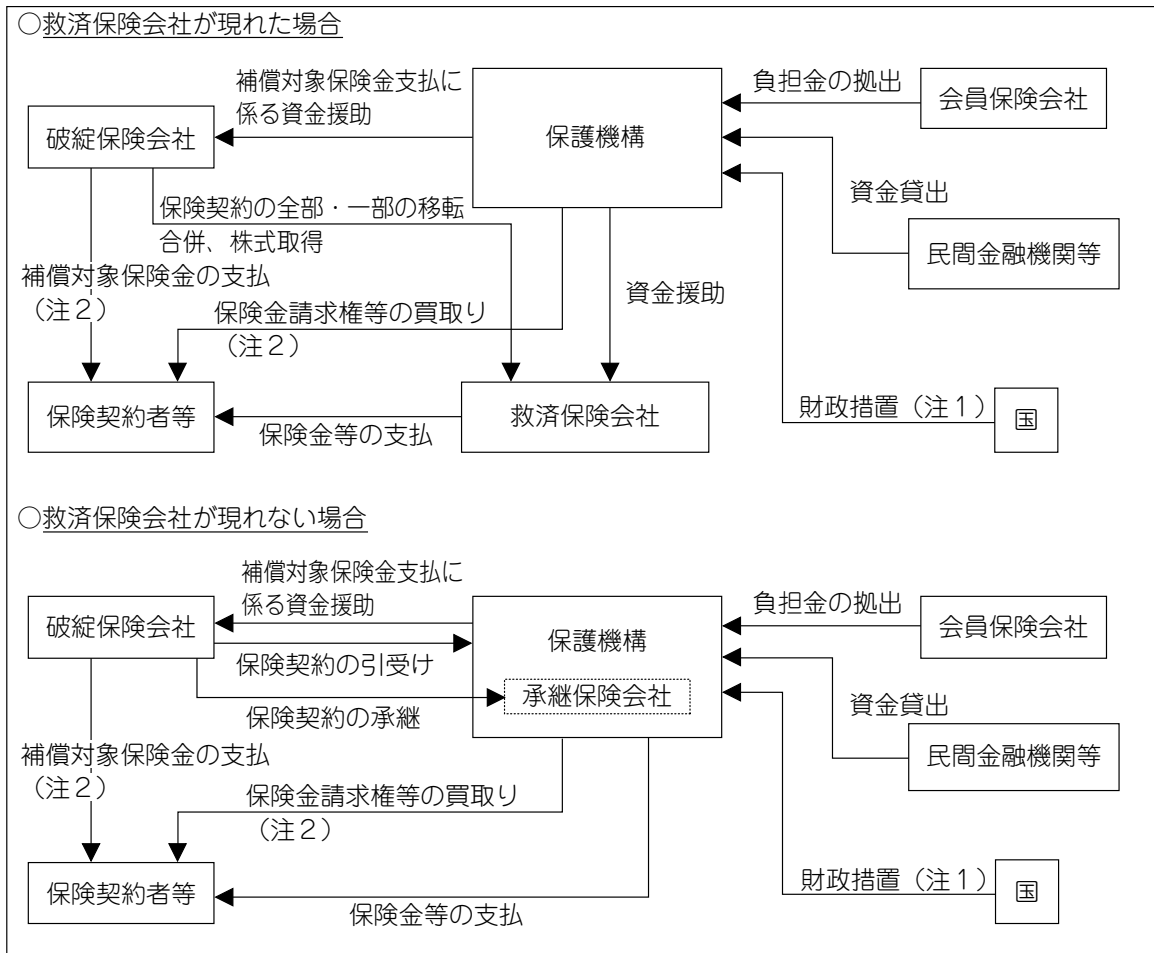 ○救済保険会社が現れた場合
補償対象保険金支払に
係る資金援助
負担金の拠出
会員保険会社
破綻保険会社
保護機構
資金貸出
保険契約の全部・一部の移転
合併、株式取得
民間金融機関等
補償対象保険金の支払
（注２）
資金援助
保険金請求権等の買取り
（注２）
財政措置（注１）
国
保険契約者等
救済保険会社
保険金等の支払
○救済保険会社が現れない場合
補償対象保険金支払に
係る資金援助
負担金の拠出
会員保険会社
破綻保険会社
保護機構
保険契約の引受け
承継保険会社
資金貸出
保険契約の承継
補償対象保険金の支払
（注２）
民間金融機関等
保険金請求権等の買取り
（注２）
財政措置（注１）
国
保険契約者等
保険金等の支払